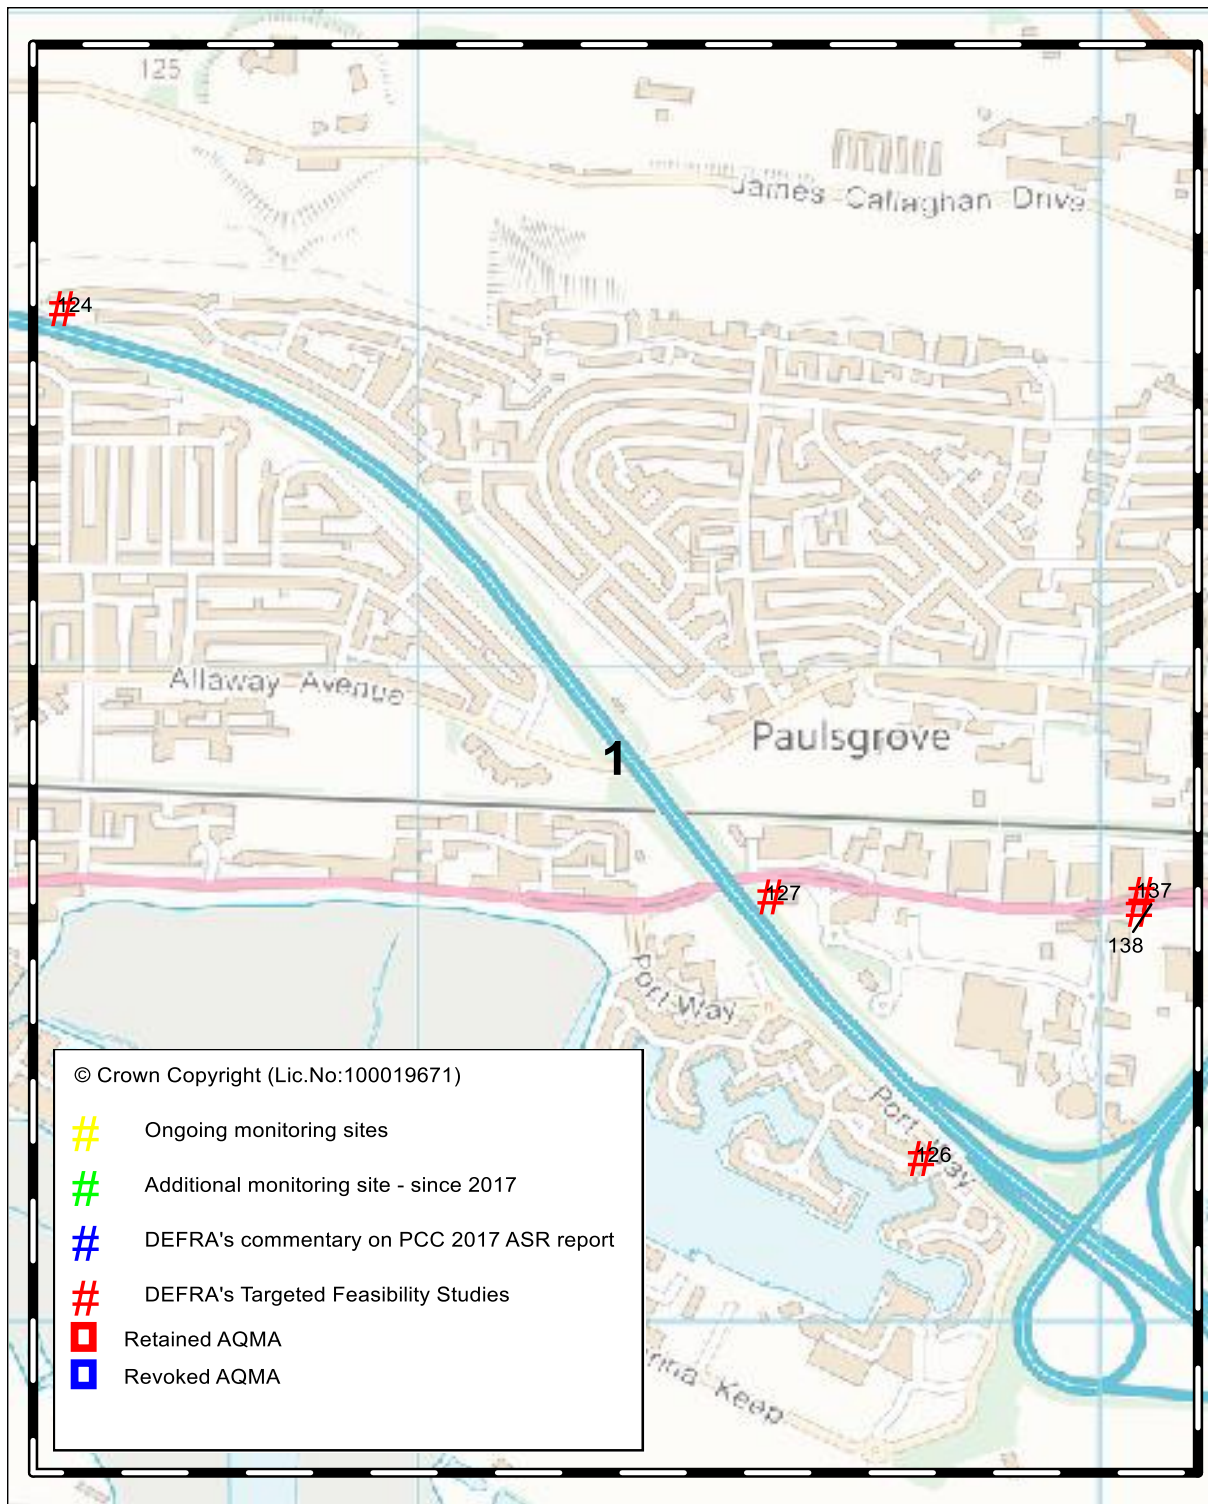 125
James Callaghan Drive
124
Allaway Avenue
Paulsgrove
1
127
137
138
Port Way
Port Way
126
Keep
© Crown Copyright (Lic.No:100019671)
# Ongoing monitoring sites
# Additional monitoring site - since 2017
# DEFRA's commentary on PCC 2017 ASR report
# DEFRA's Targeted Feasibility Studies
Retained AQMA
Revoked AQMA